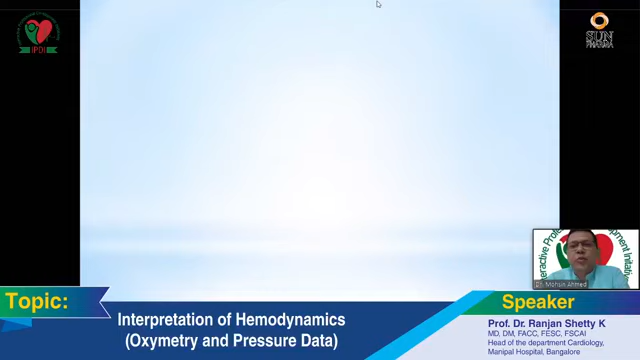 IPDI
SUN
PHARMA
Dr. Mohsin Ahmed
Topic:
Interpretation of Hemodynamics
(Oxymetry and Pressure Data)
Speaker
Prof. Dr. Ranjan Shetty K
MD, DM, FACC, FESC, FSCAI
Head of the department Cardiology,
Manipal Hospital, Bangalore